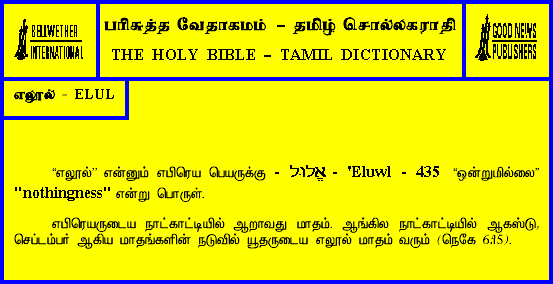 BELLWETHER
INTERNATIONAL
பரிசுத்த வேதாகமம் – தமிழ் சொல்லகராதி
THE HOLY BIBLE – TAMIL DICTIONARY
GOOD NEWS
PUBLISHERS
எலூல் - ELUL
“எலூல்” என்னும் எபிரெய பெயருக்கு - אֱלוּל - 'Eluwl - 435 “ஒன்றுமில்லை”
"nothingness" என்று பொருள்.
எபிரெயருடைய நாட்காட்டியில் ஆறாவது மாதம். ஆங்கில நாட்காட்டியில் ஆகஸ்டு,
செப்டம்பர் ஆகிய மாதங்களின் நடுவில் யூதருடைய எலூல் மாதம் வரும் (நெகே 6:15).